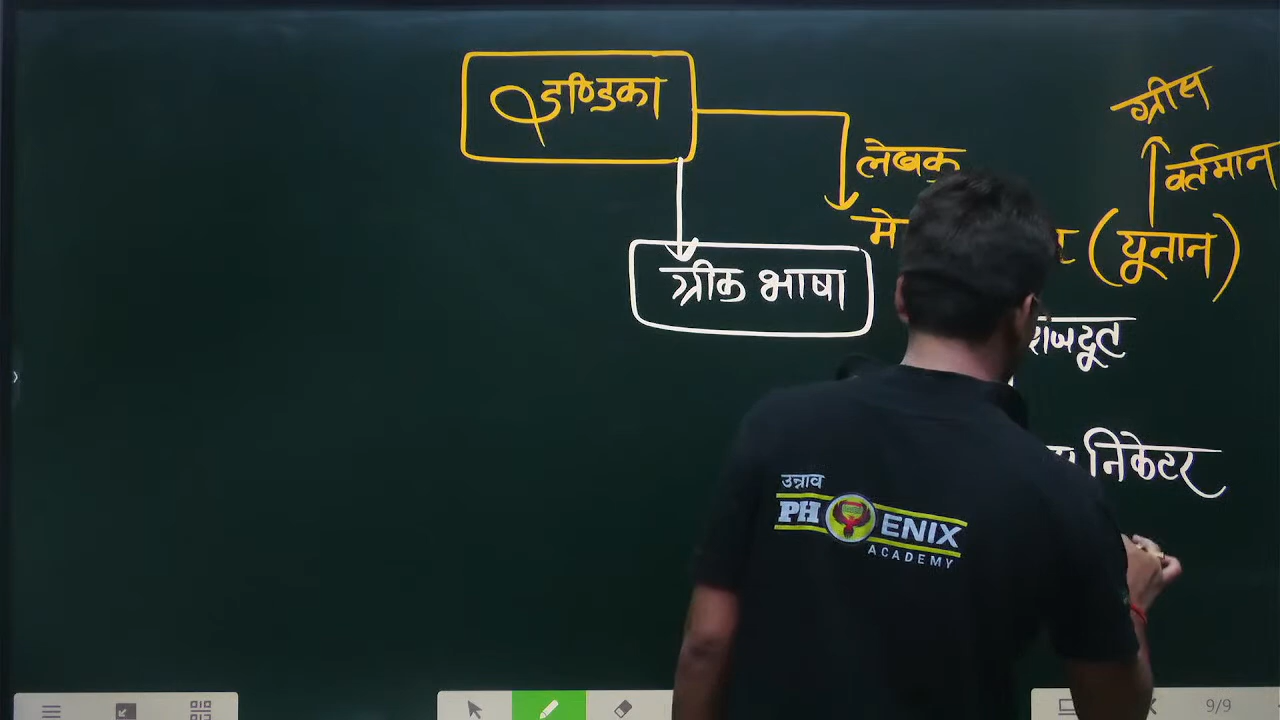 इण्डिका
ग्रीस
लेखक
वर्तमान
मे
(यूनान)
ग्रीक भाषा
राजदूत
निकेटर
उन्नाव
PHOENIX
ACADEMY
9/9